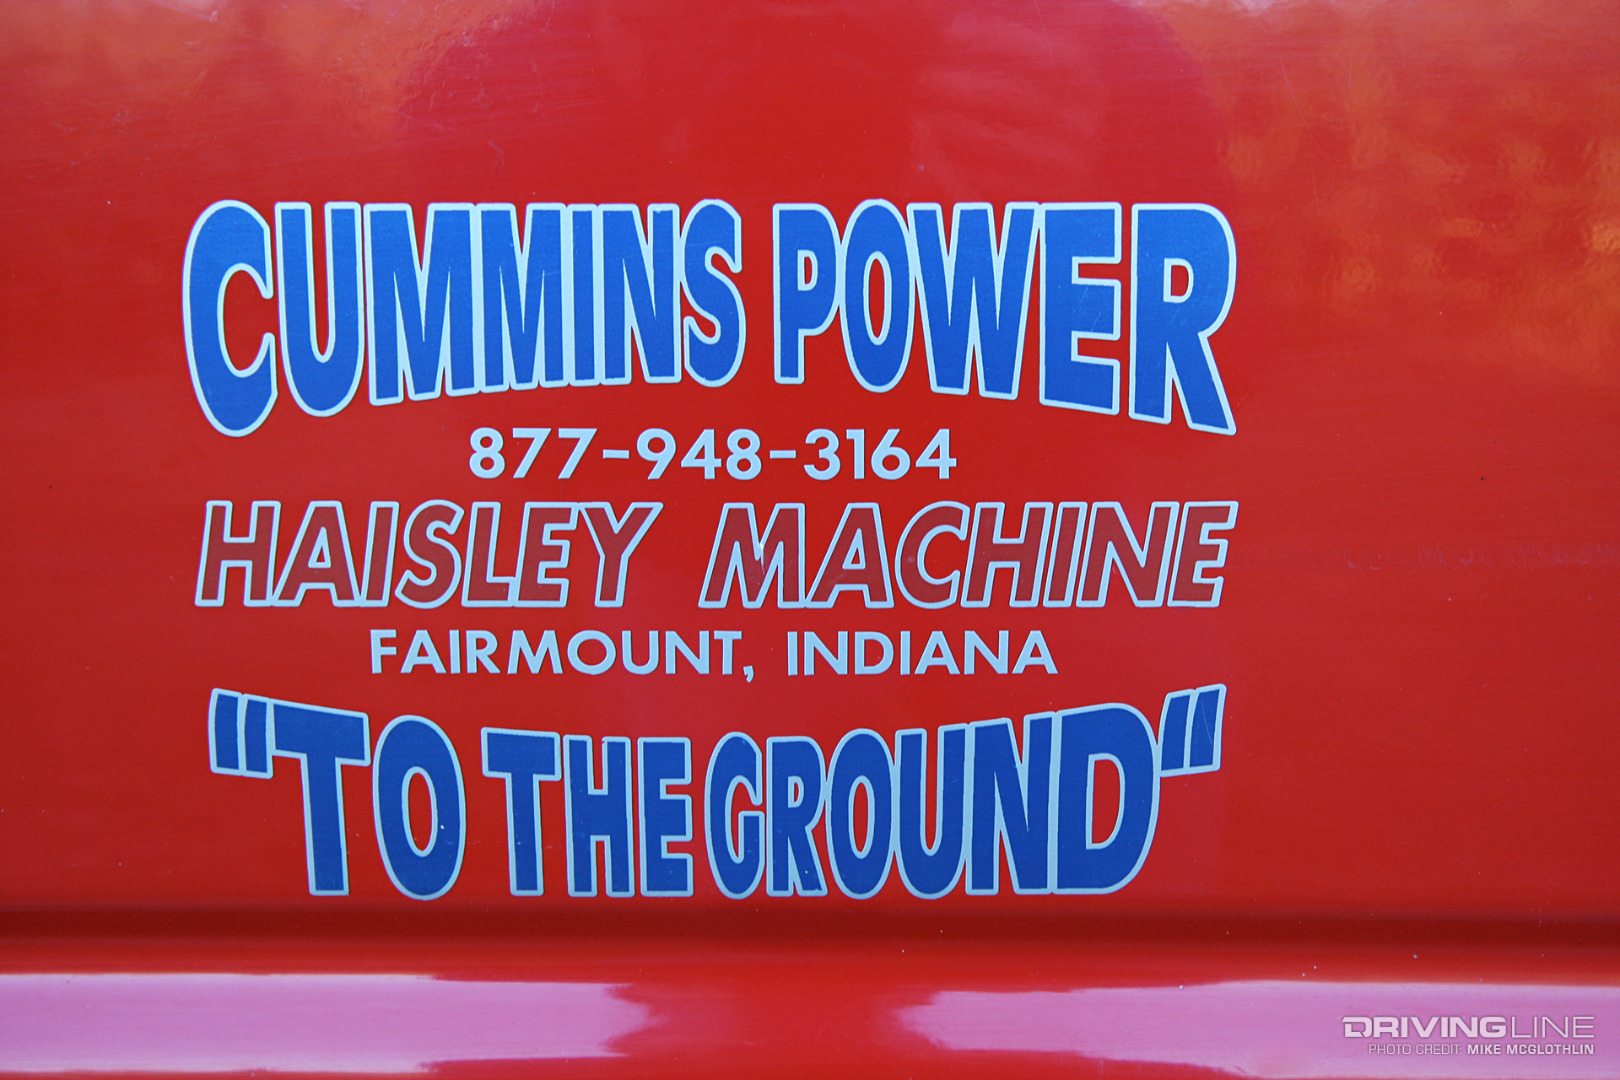 CUMMINS POWER
877-948-3164
HAISLEY MACHINE
FAIRMOUNT, INDIANA
"TO THE GROUND"
DRIVINGLINE
PHOTO CREDIT: MIKE MCGLOTHLIN